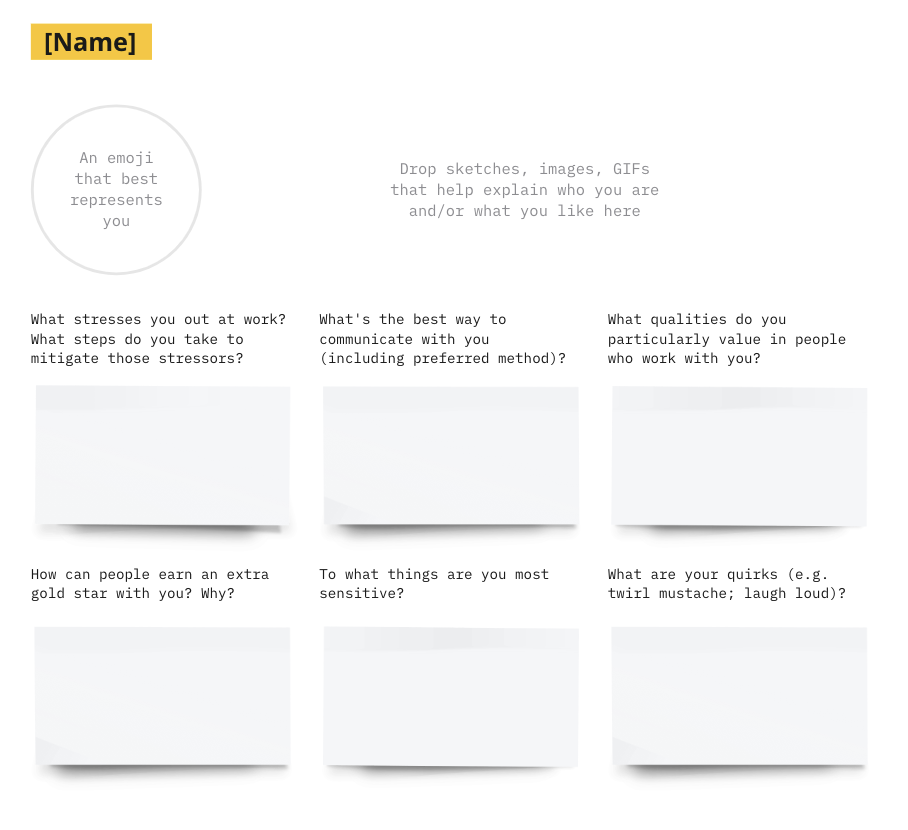 [Name]
An emoji
that best
represents
you
Drop sketches, images, GIFs
that help explain who you are
and/or what you like here
What stresses you out at work?
What steps do you take to
mitigate those stressors?
What's the best way to
communicate with you
(including preferred method)?
What qualities do you
particularly value in people
who work with you?
How can people earn an extra
gold star with you? Why?
To what things are you most
sensitive?
What are your quirks (e.g.
twirl mustache; laugh loud)?